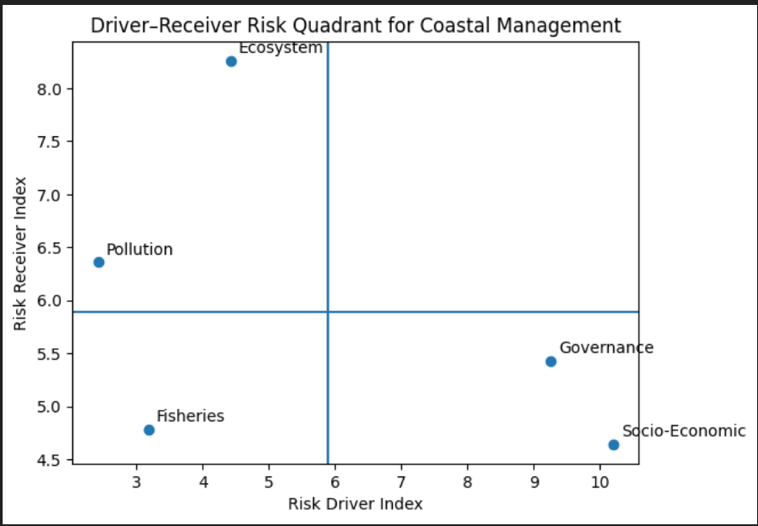 Driver–Receiver Risk Quadrant for Coastal Management
Ecosystem
8.0
7.5
7.0
6.5
6.0
5.5
5.0
4.5
Risk Receiver Index
Pollution
Governance
Fisheries
Socio-Economic
3 4 5 6 7 8 9 10
Risk Driver Index